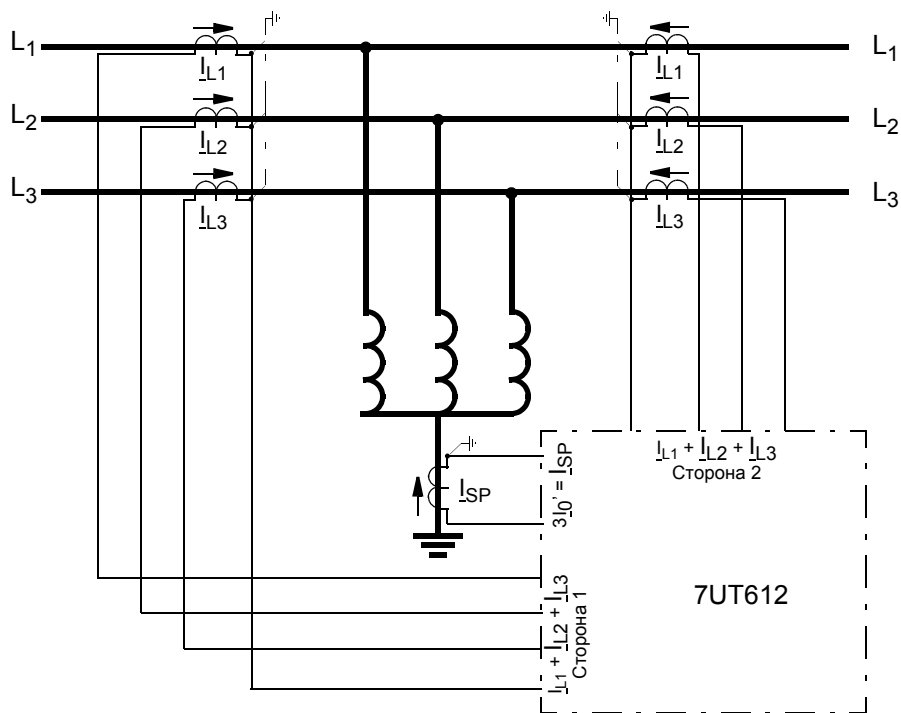 L1
IL1
IL1
L1
L2
IL2
IL2
L2
L3
IL3
IL3
L3
IL1 + IL2 + IL3
Сторона 2
ISP
3I0' = ISP
7UT612
IL1 + IL2 + IL3
Сторона 1